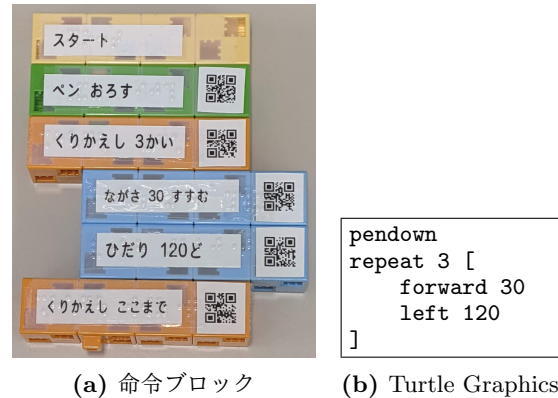 スタート
ペン おろす
くりかえし 3かい
ながさ 30 すすむ
ひだり 120ど
くりかえし ここまで
(a) 命令ブロック
pendown
repeat 3 [
forward 30
left 120
]
(b) Turtle Graphics